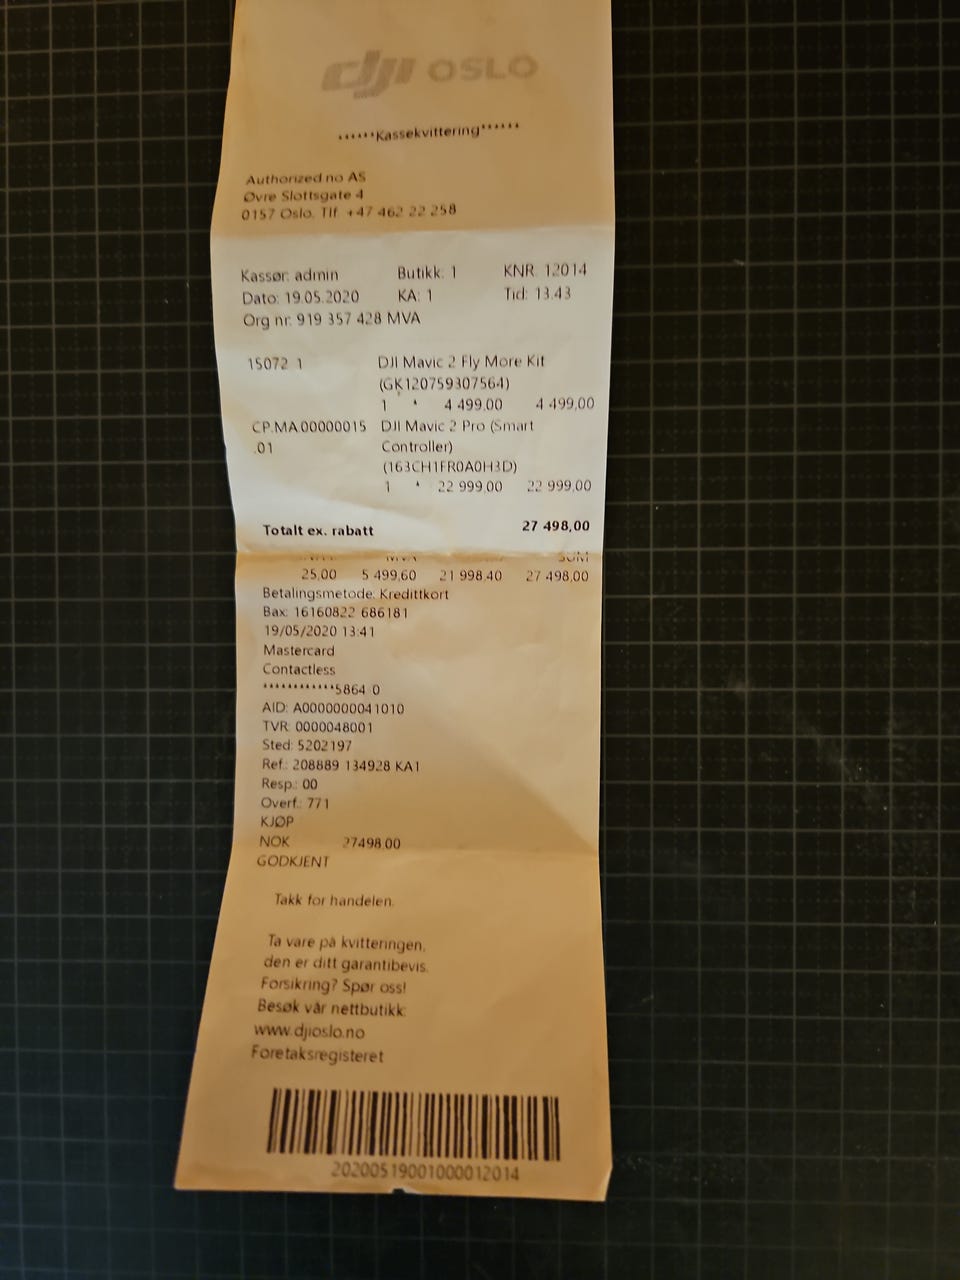 dji OSLO
******Kassekvittering******
Authorized no AS
Øvre Slottsgate 4
0157 Oslo. Tlf. +47 462 22 258
Kassør: admin Butikk: 1 KNR: 12014
Dato: 19.05.2020 KA: 1 Tid: 13.43
Org nr: 919 357 428 MVA
15072 1 DJI Mavic 2 Fly More Kit
(GK120759307564)
1 * 4 499,00 4 499,00
CP.MA.00000015 DJI Mavic 2 Pro (Smart
.01 Controller)
(163CH1FR0A0H3D)
1 * 22 999,00 22 999,00
Totalt ex. rabatt 27 498,00
MVA SUM
25,00 5 499,60 21 998,40 27 498,00
Betalingsmetode: Kredittkort
Bax: 16160822 686181
19/05/2020 13:41
Mastercard
Contactless
************5864 0
AID: A0000000041010
TVR: 0000048001
Sted: 5202197
Ref.: 208889 134928 KA1
Resp.: 00
Overf.: 771
KJØP
NOK 27498.00
GODKJENT
Takk for handelen.
Ta vare på kvitteringen,
den er ditt garantibevis.
Forsikring? Spør oss!
Besøk vår nettbutikk:
www.djioslo.no
Foretaksregisteret
20200519001000012014